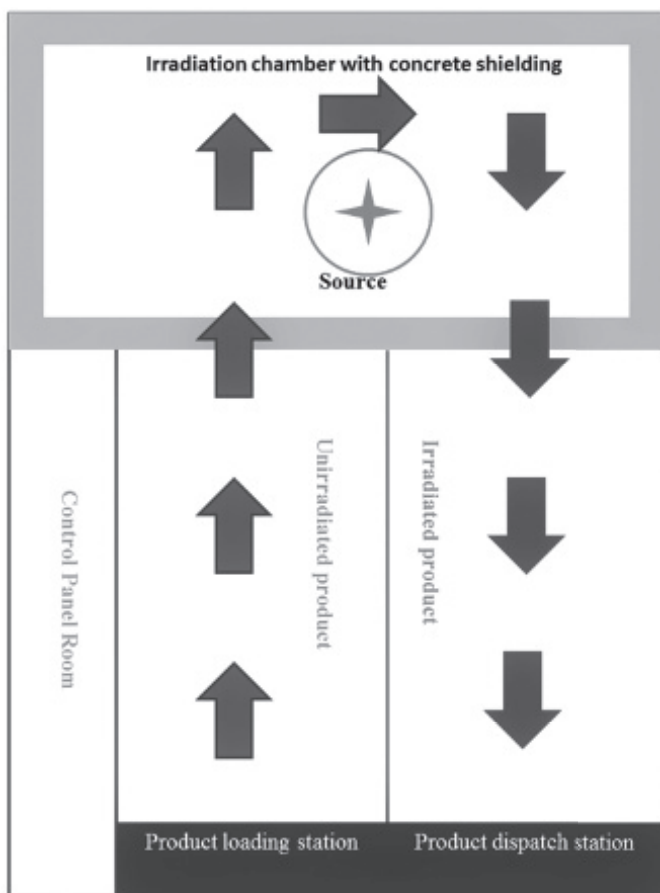 Irradiation chamber with concrete shielding
Source
Control Panel Room
Unirradiated product
Irradiated product
Product loading station
Product dispatch station